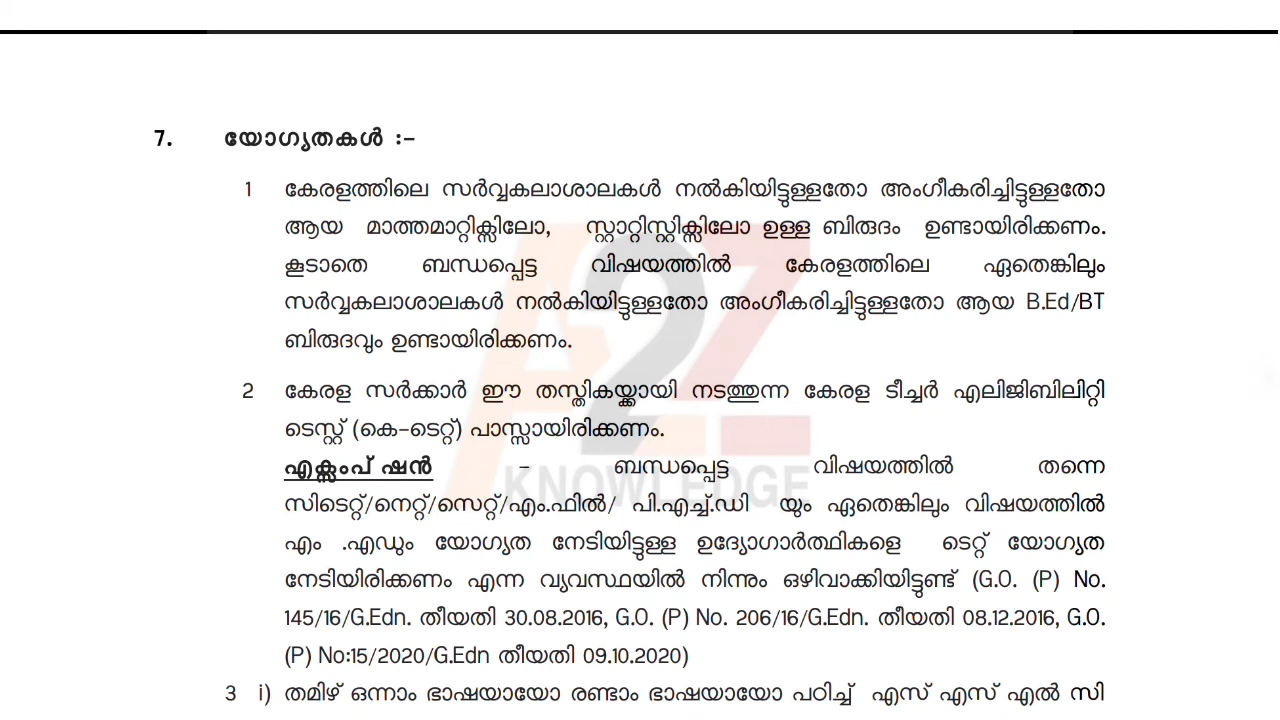 7. യോഗ്യതകൾ :–
1 കേരളത്തിലെ സർവ്വകലാശാലകൾ നൽകിയിട്ടുള്ളതോ അംഗീകരിച്ചിട്ടുള്ളതോ
ആയ മാത്തമാറ്റിക്സിലോ, സ്റ്റാറ്റിസ്റ്റിക്സിലോ ഉള്ള ബിരുദം ഉണ്ടായിരിക്കണം.
കൂടാതെ ബന്ധപ്പെട്ട വിഷയത്തിൽ കേരളത്തിലെ ഏതെങ്കിലും
സർവ്വകലാശാലകൾ നൽകിയിട്ടുള്ളതോ അംഗീകരിച്ചിട്ടുള്ളതോ ആയ B.Ed/BT
ബിരുദവും ഉണ്ടായിരിക്കണം.
2 കേരള സർക്കാർ ഈ തസ്തികയ്ക്കായി നടത്തുന്ന കേരള ടീച്ചർ എലിജിബിലിറ്റി
ടെസ്റ്റ് (കെ–ടെറ്റ്) പാസ്സായിരിക്കണം.
എക്സംപ് ഷൻ – ബന്ധപ്പെട്ട വിഷയത്തിൽ തന്നെ
സിടെറ്റ്/നെറ്റ്/സെറ്റ്/എം.ഫിൽ/ പി.എച്ച്.ഡി യും ഏതെങ്കിലും വിഷയത്തിൽ
എം .എഡും യോഗ്യത നേടിയിട്ടുള്ള ഉദ്യോഗാർത്ഥികളെ ടെറ്റ് യോഗ്യത
നേടിയിരിക്കണം എന്ന വ്യവസ്ഥയിൽ നിന്നും ഒഴിവാക്കിയിട്ടുണ്ട് (G.O. (P) No.
145/16/G.Edn. തീയതി 30.08.2016, G.O. (P) No. 206/16/G.Edn. തീയതി 08.12.2016, G.O.
(P) No:15/2020/G.Edn തീയതി 09.10.2020)
3 i) തമിഴ് ഒന്നാം ഭാഷയായോ രണ്ടാം ഭാഷയായോ പഠിച്ച് എസ് എസ് എൽ സി
A2Z
KNOWLEDGE